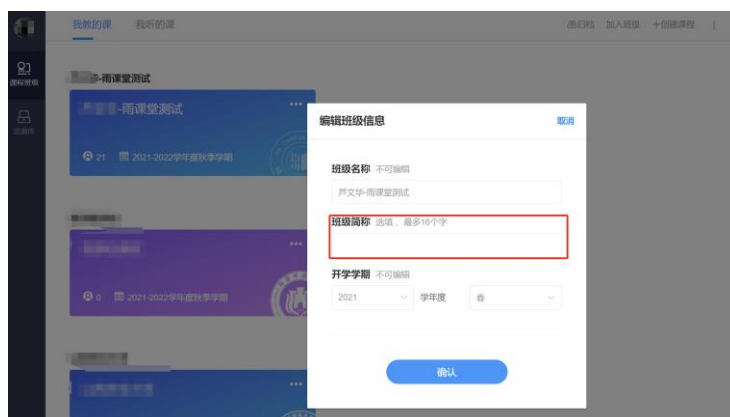 我教的课 我听的课
加入班级 +创建课程
课程班级
-雨课堂测试
-雨课堂测试 ...
21 2021-2022学年度秋季学期
...
0 2021-2022学年度秋季学期
...
编辑班级信息 取消
班级名称 不可编辑
芦文华-雨课堂测试
班级简称 选填，最多16个字
开学学期 不可编辑
2021 学年度 春
确认